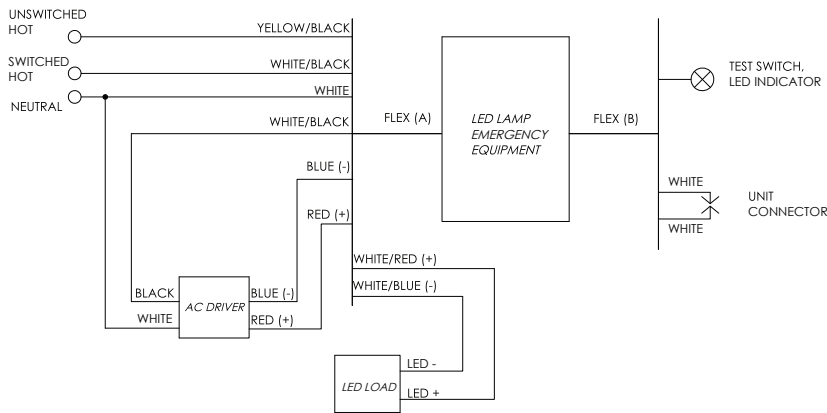 UNSWITCHED
HOT
YELLOW/BLACK
SWITCHED
HOT
WHITE/BLACK
NEUTRAL
WHITE
WHITE/BLACK
BLUE (-)
RED (+)
WHITE/RED (+)
WHITE/BLUE (-)
BLACK
WHITE
AC DRIVER
BLUE (-)
RED (+)
LED LOAD
LED -
LED +
FLEX (A)
LED LAMP
EMERGENCY
EQUIPMENT
FLEX (B)
TEST SWITCH,
LED INDICATOR
WHITE
WHITE
UNIT
CONNECTOR